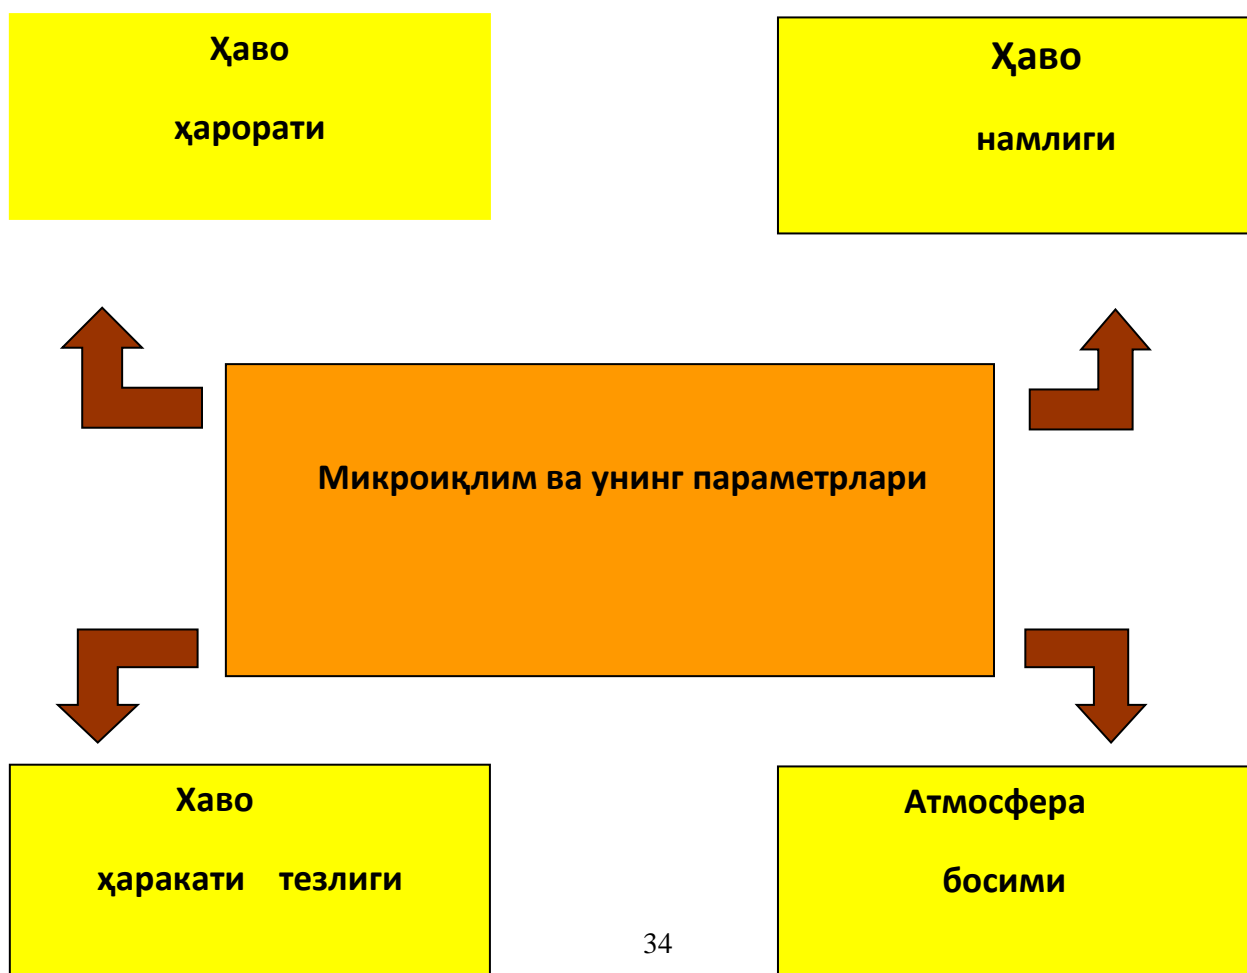 Ҳаво
ҳарорати
Ҳаво
намлиги
Микроиқлим ва унинг параметрлари
Хаво
ҳаракати тезлиги
Атмосфера
босими
34